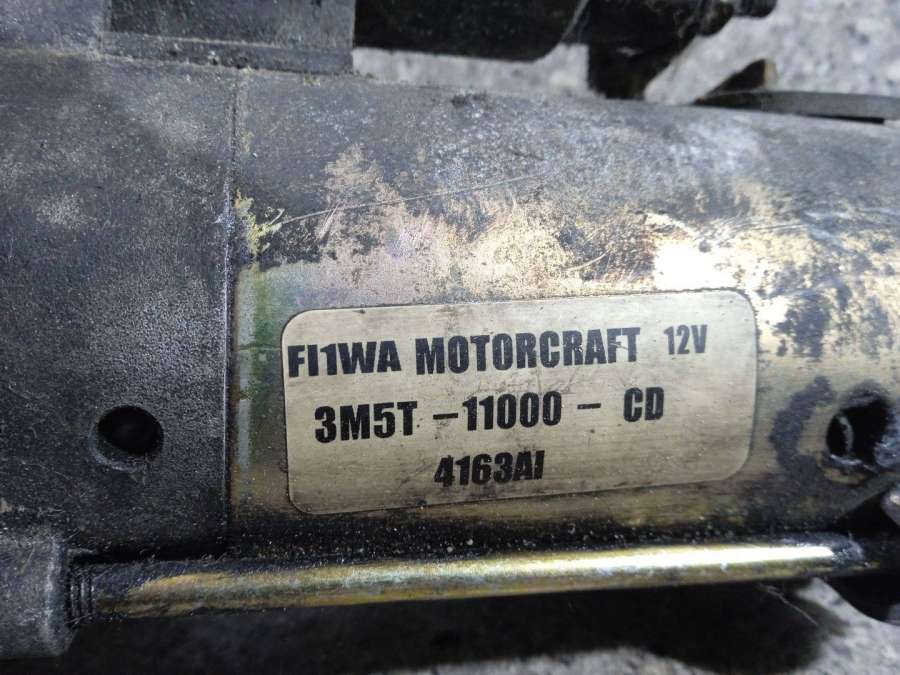 FI1WA MOTORCRAFT 12V
3M5T -11000- CD
4163AI